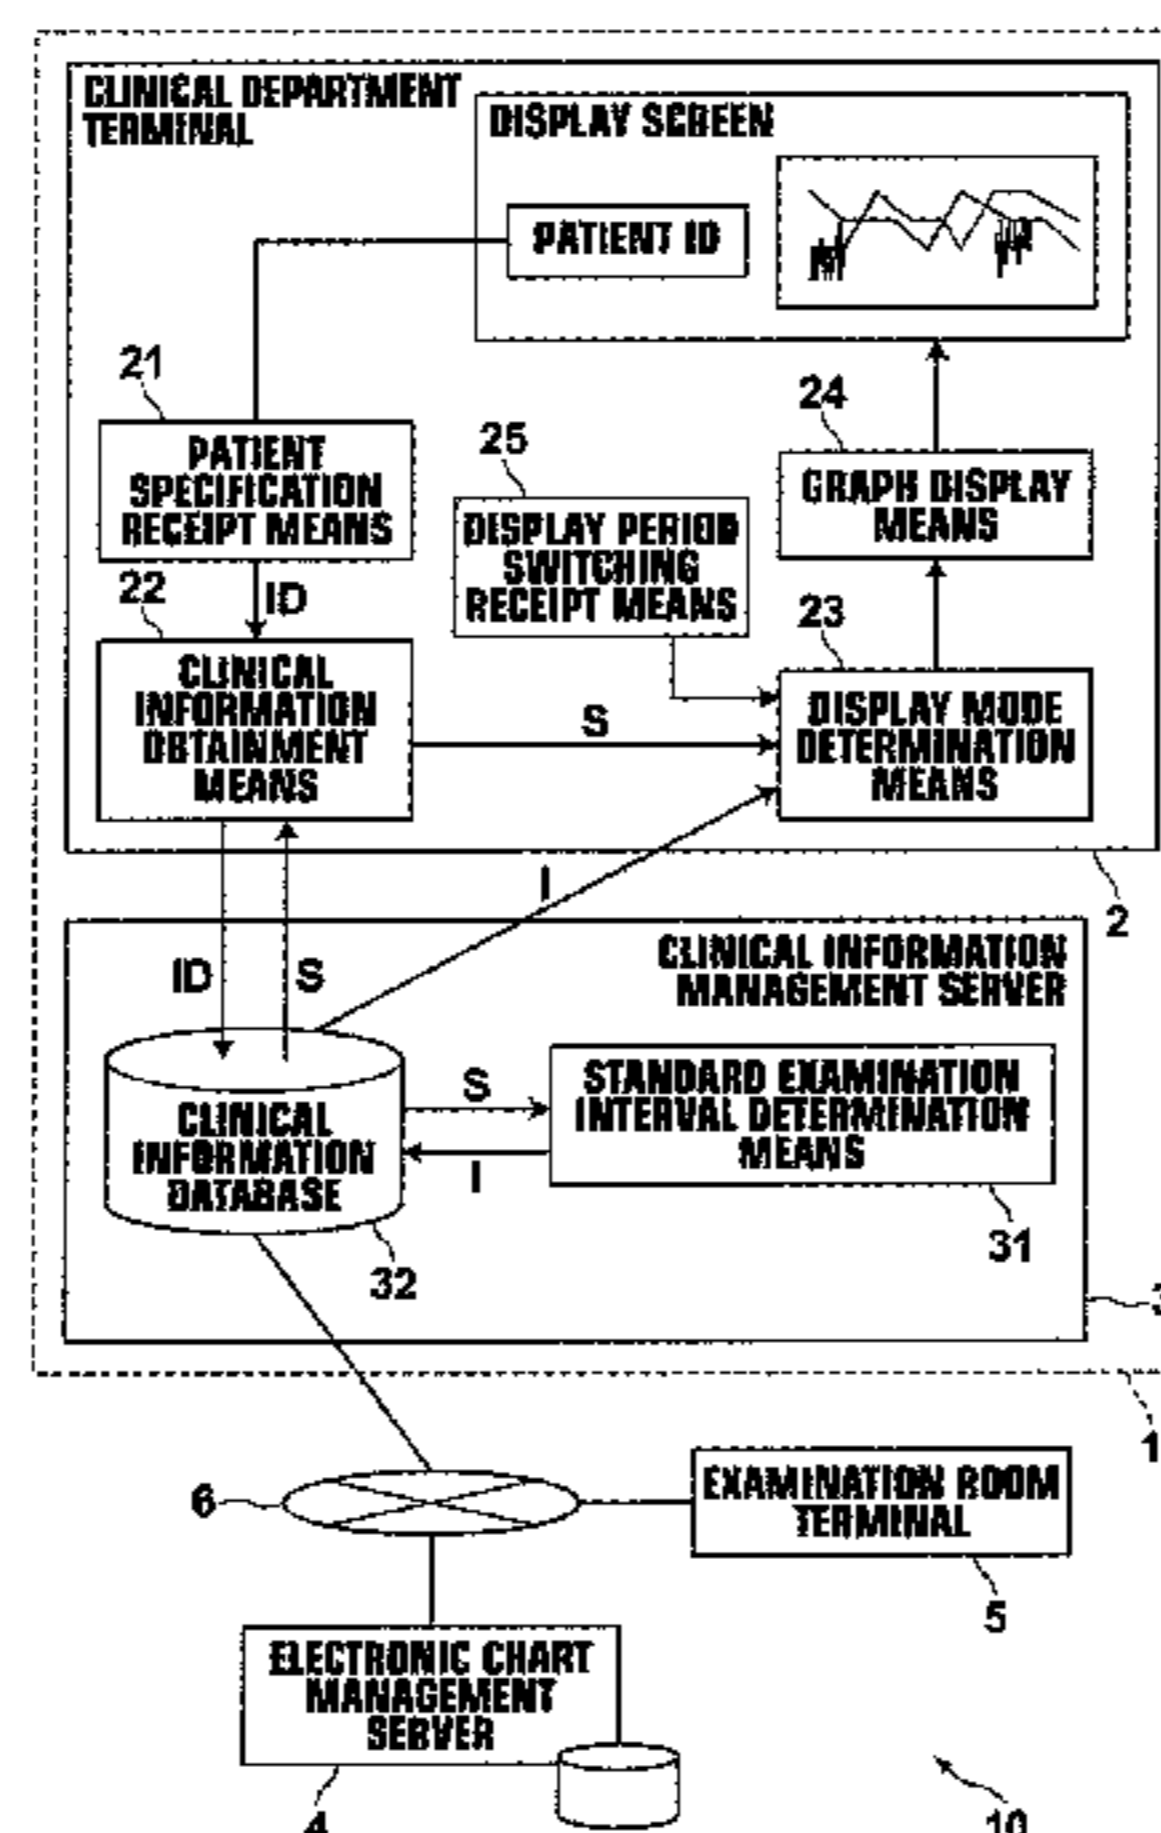 CLINICAL DEPARTMENT
TERMINAL
DISPLAY SCREEN
PATIENT ID
21
PATIENT
SPECIFICATION
RECEIPT MEANS
25
DISPLAY PERIOD
SWITCHING
RECEIPT MEANS
24
GRAPH DISPLAY
MEANS
22
ID
CLINICAL
INFORMATION
OBTAINMENT
MEANS
S
23
DISPLAY MODE
DETERMINATION
MEANS
I
2
ID
S
CLINICAL INFORMATION
MANAGEMENT SERVER
CLINICAL
INFORMATION
DATABASE
S
I
STANDARD EXAMINATION
INTERVAL DETERMINATION
MEANS
32
31
1
6
EXAMINATION ROOM
TERMINAL
5
ELECTRONIC CHART
MANAGEMENT
SERVER
4
10